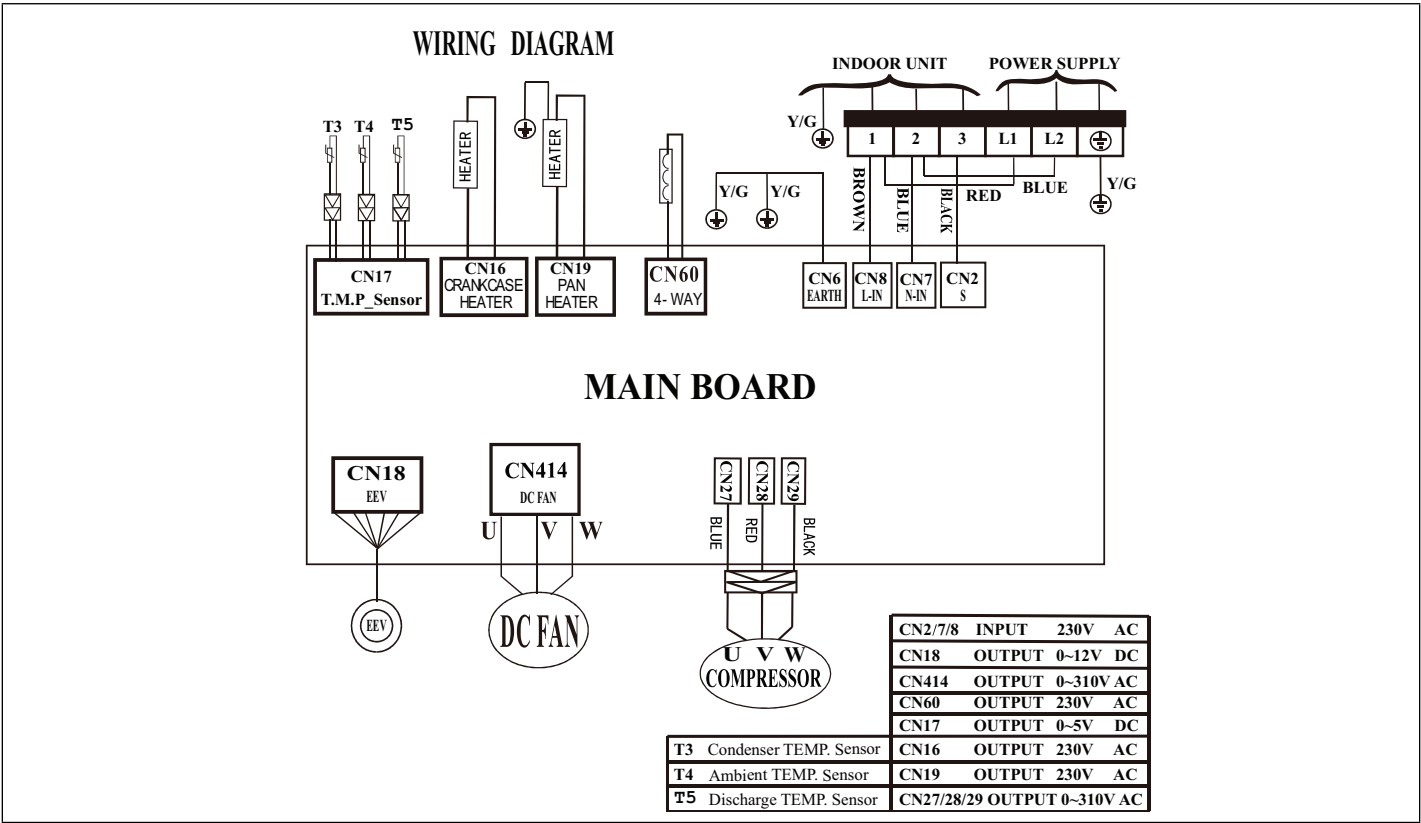 WIRING DIAGRAM
INDOOR UNIT
POWER SUPPLY
T3 T4 T5
HEATER
HEATER
Y/G
1 2 3 L1 L2
Y/G Y/G
BROWN
BLUE
BLACK
RED
BLUE
Y/G
CN17
T.M.P_Sensor
CN16
CRANKCASE
HEATER
CN19
PAN
HEATER
CN60
4- WAY
CN6
EARTH
CN8
L-IN
CN7
N-IN
CN2
S
MAIN BOARD
CN18
EEV
CN414
DC FAN
U V W
CN27
CN28
CN29
BLUE
RED
BLACK
EEV
DC FAN
U V W
COMPRESSOR
CN2/7/8 INPUT 230V AC
CN18 OUTPUT 0~12V DC
CN414 OUTPUT 0~310V AC
CN60 OUTPUT 230V AC
CN17 OUTPUT 0~5V DC
T3 Condenser TEMP. Sensor CN16 OUTPUT 230V AC
T4 Ambient TEMP. Sensor CN19 OUTPUT 230V AC
T5 Discharge TEMP. Sensor CN27/28/29 OUTPUT 0~310V AC